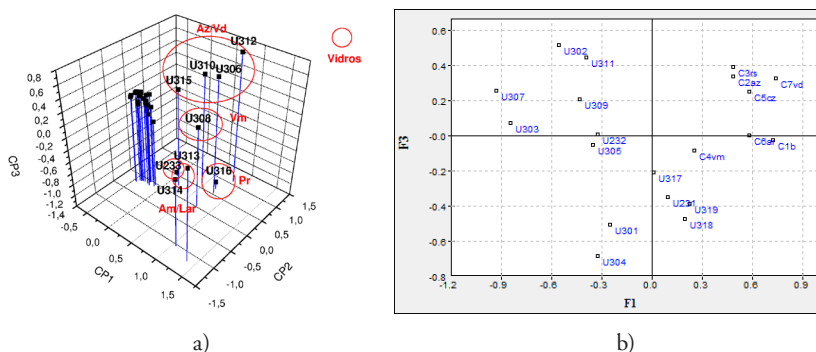 Az/Vd
U312
U310
U306
U315
Vidros
Vm
U308
U233
U313
U314
U316
Pr
Am/Lar
0,8
0,6
0,4
0,2
0,0
-0,2
-0,4
-0,6
-0,8
-1,0
-1,2
-1,4
CP3
-0,5
0,0
0,5
1,0
1,5
CP1
-1,5
-1,0
-0,5
0,0
0,5
1,0
1,5
CP2
a)
0.6
0.4
0.2
-0.0
-0.2
-0.4
-0.6
-0.8
F3
U302
U311
C3rs
C2az
C7vd
C5cz
U307
U309
U303
U232
U305
C1b
C4vm
U317
U231
U319
U318
U301
U304
-1.2
-0.9
-0.6
-0.3
0.0
0.3
0.6
0.9
F1
b)